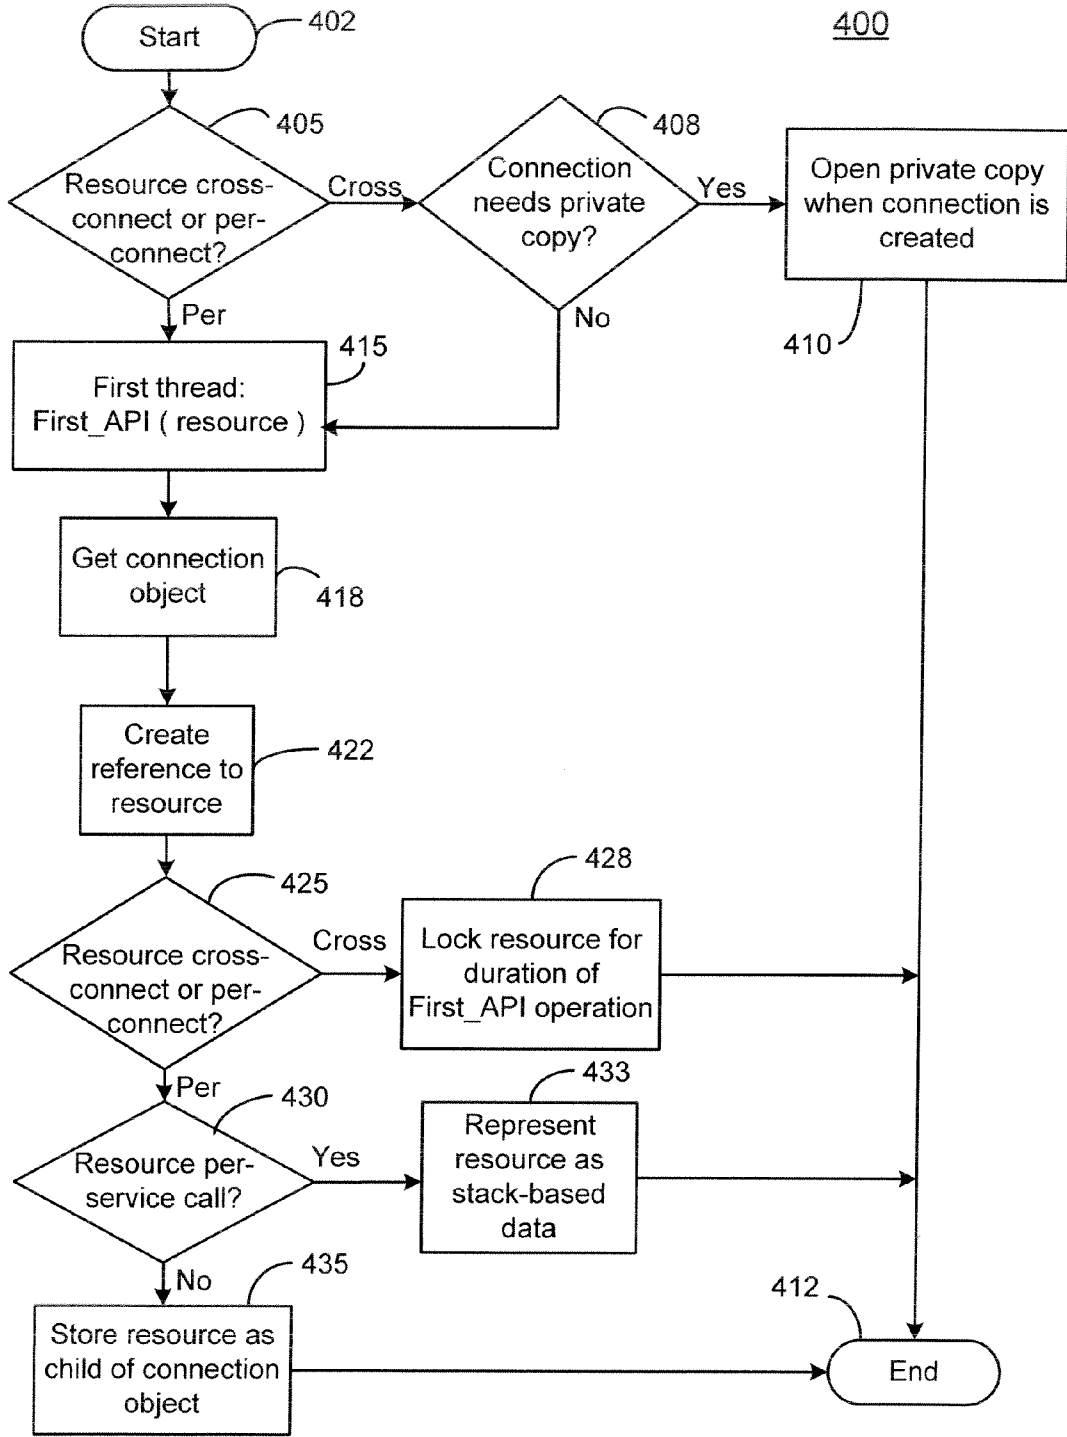 400
Start
402
405
Resource cross-
connect or per-
connect?
Cross
408
Connection
needs private
copy?
Yes
Open private copy
when connection is
created
410
Per
No
415
First thread:
First_API ( resource )
Get connection
object
418
Create
reference to
resource
422
425
Resource cross-
connect or per-
connect?
Cross
428
Lock resource for
duration of
First_API operation
Per
430
Resource per-
service call?
Yes
433
Represent
resource as
stack-based
data
No
435
Store resource as
child of connection
object
412
End